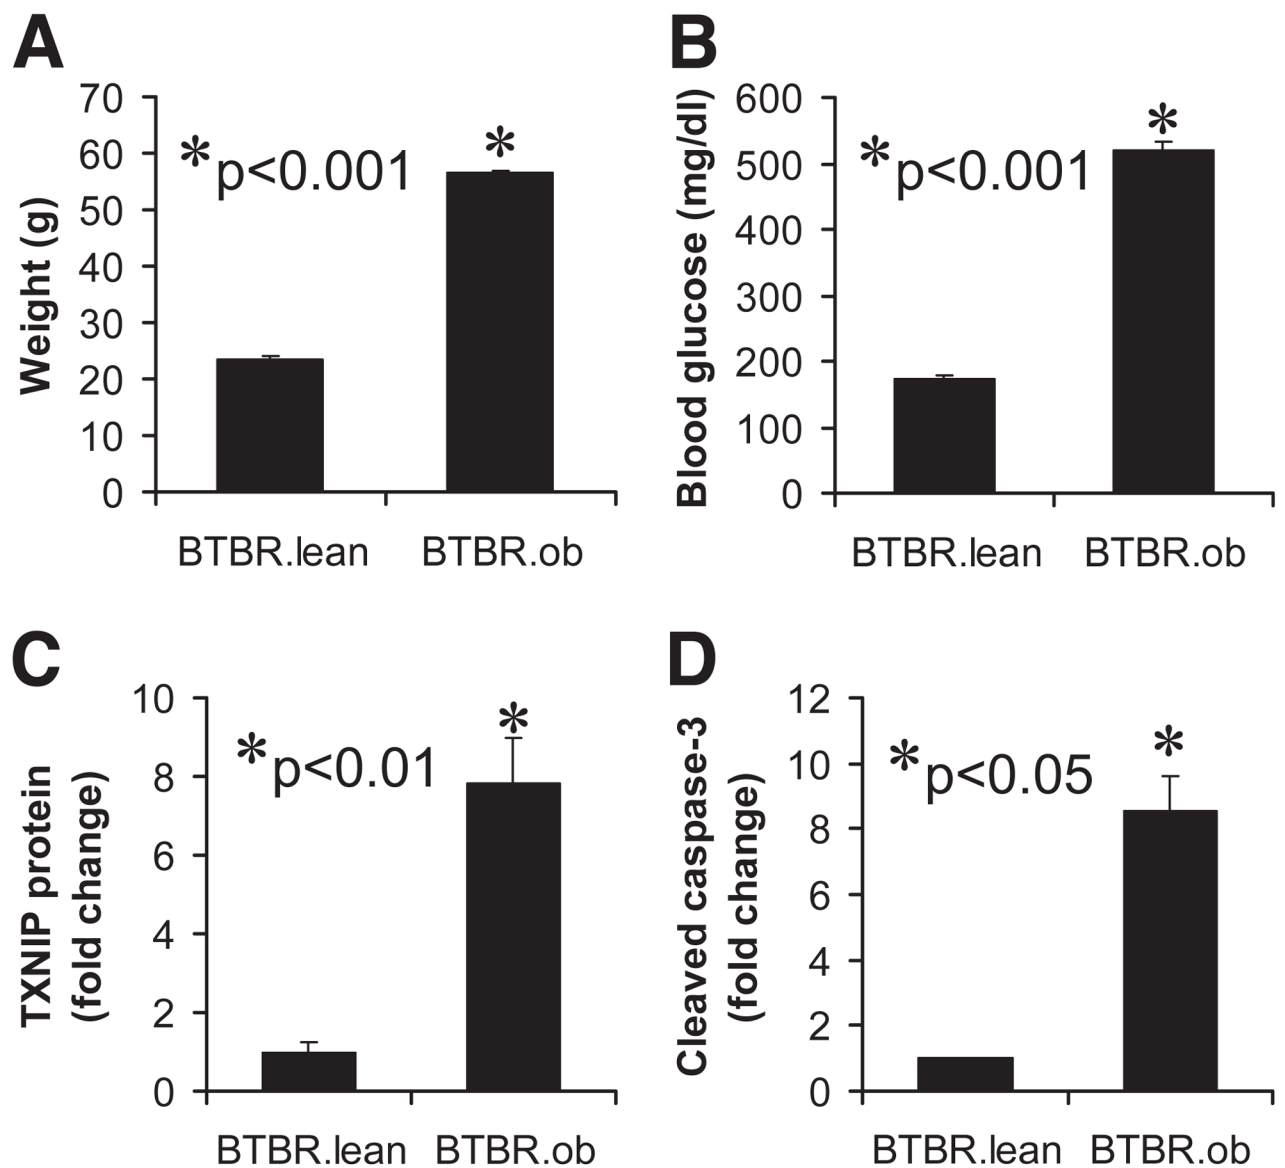 A
Weight (g)
70
60
50
40
30
20
10
0
*p<0.001
*
BTBR.lean BTBR.ob
B
Blood glucose (mg/dl)
600
500
400
300
200
100
0
*p<0.001
*
BTBR.lean BTBR.ob
C
TXNIP protein
(fold change)
10
8
6
4
2
0
*p<0.01
*
BTBR.lean BTBR.ob
D
Cleaved caspase-3
(fold change)
12
10
8
6
4
2
0
*p<0.05
*
BTBR.lean BTBR.ob